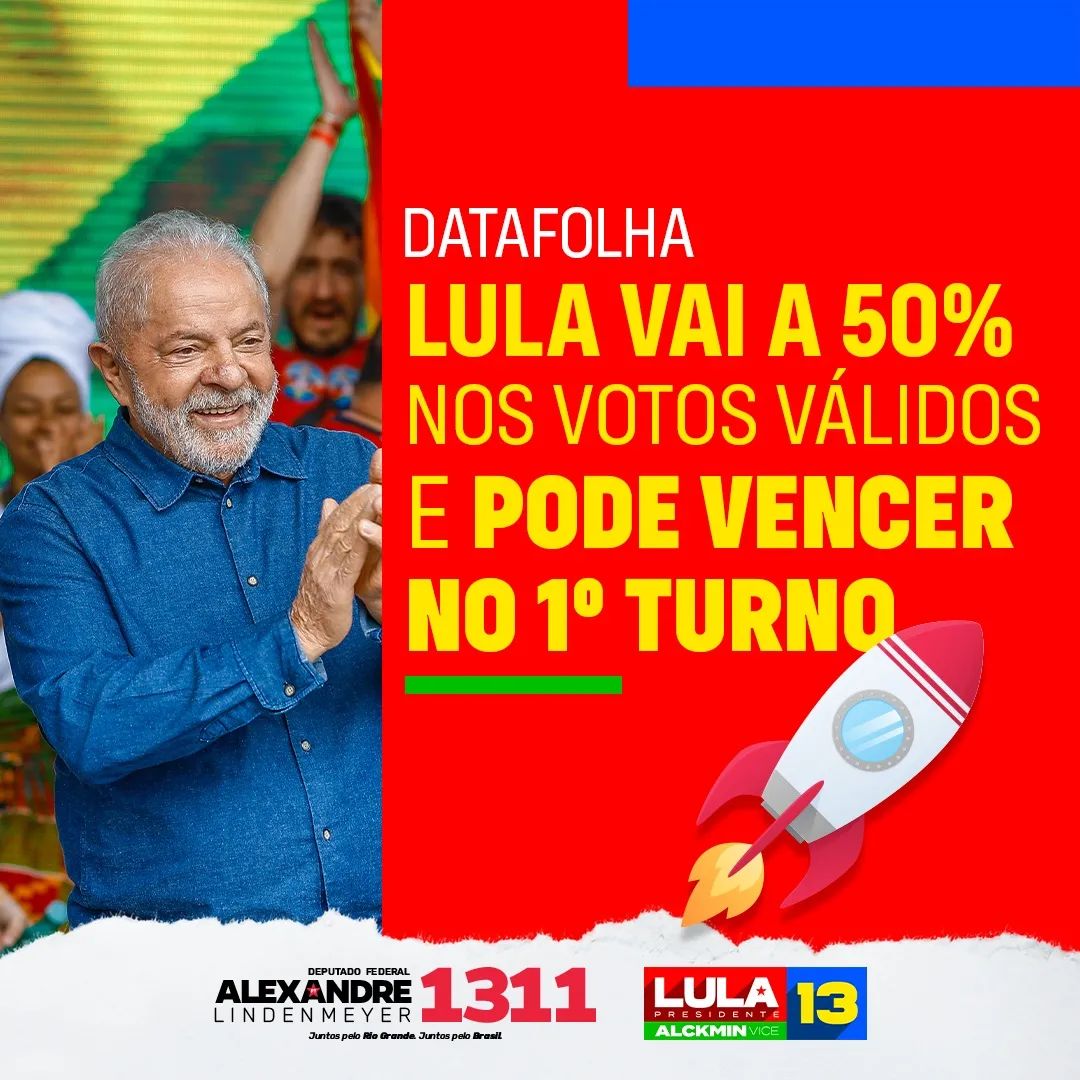 DATAFOLHA
LULA VAI A 50%
NOS VOTOS VÁLIDOS
E PODE VENCER
NO 1º TURNO
DEPUTADO FEDERAL
ALEXANDRE
LINDENMEYER
1311
Juntos pelo Rio Grande. Juntos pelo Brasil.
LULA
PRESIDENTE
ALCKMIN VICE
13